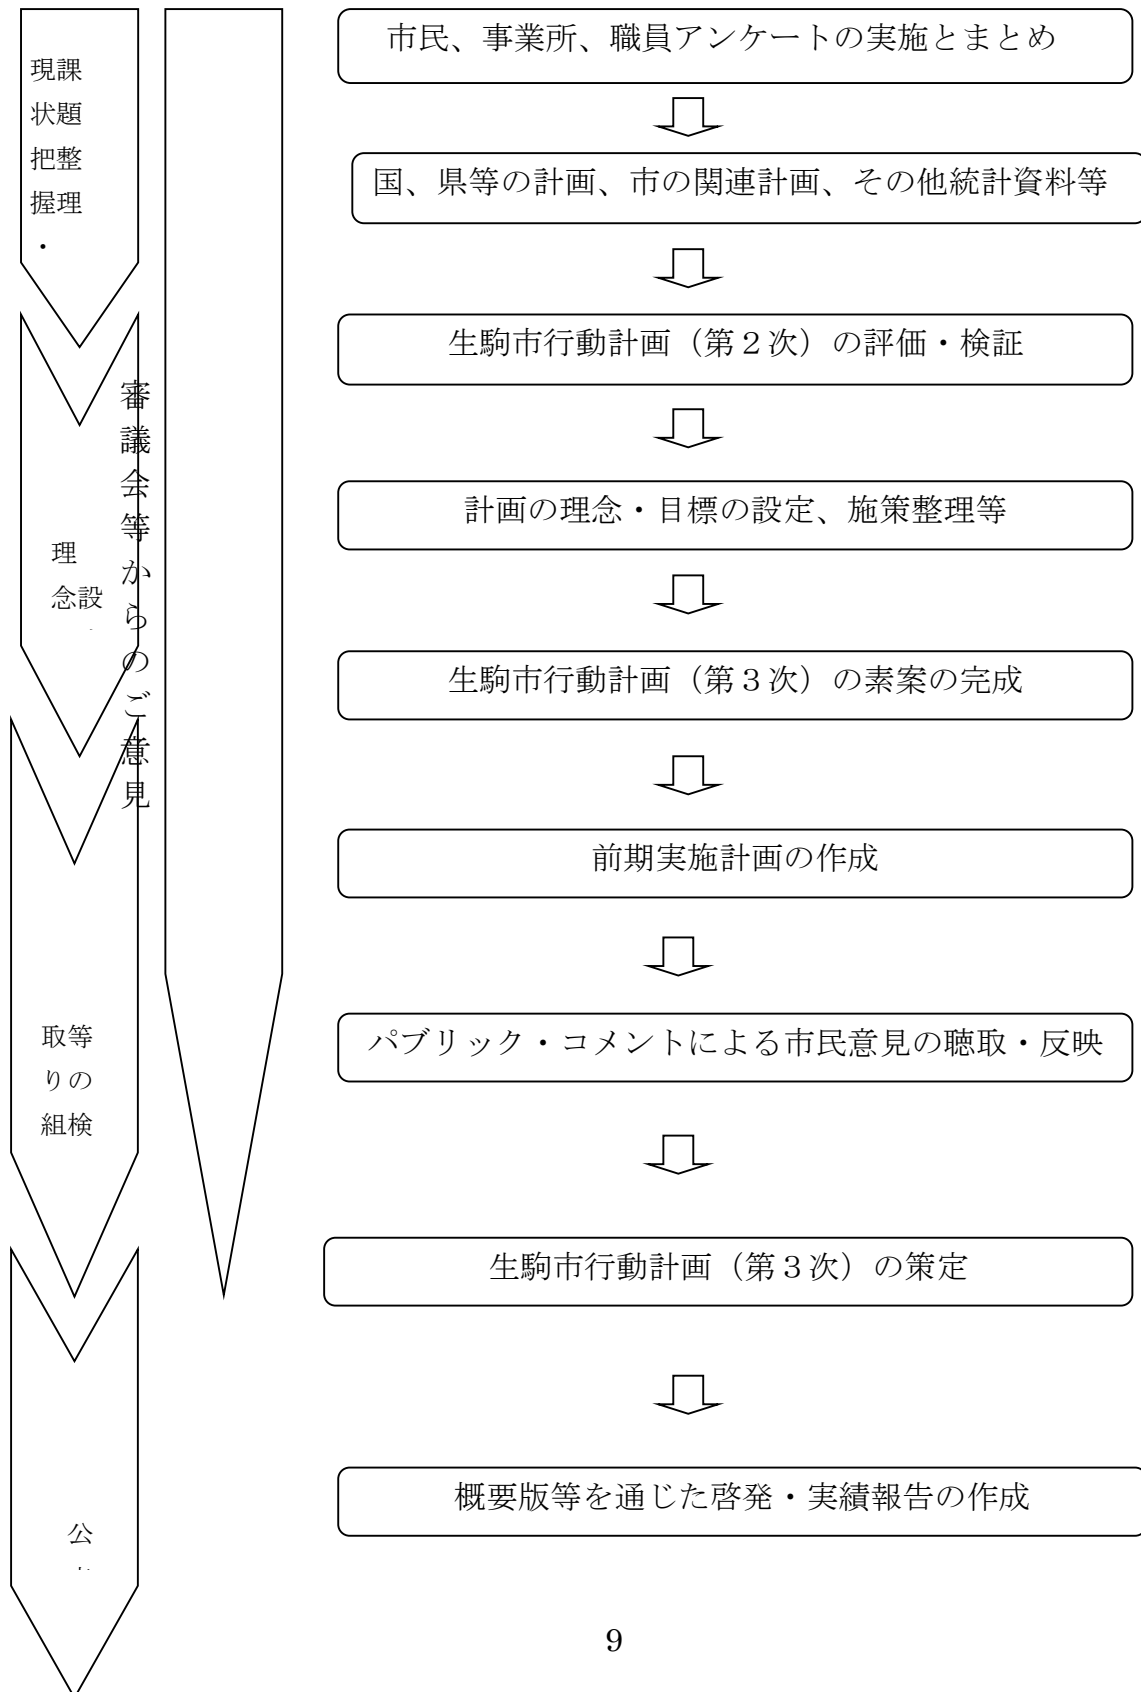 市民、事業所、職員アンケートの実施とまとめ
現課
状題
把整
握理
・
国、県等の計画、市の関連計画、その他統計資料等
生駒市行動計画（第２次）の評価・検証
審議会等からのご意見
計画の理念・目標の設定、施策整理等
理
念設
生駒市行動計画（第３次）の素案の完成
前期実施計画の作成
パブリック・コメントによる市民意見の聴取・反映
取等
りの
組検
生駒市行動計画（第３次）の策定
概要版等を通じた啓発・実績報告の作成
公
9